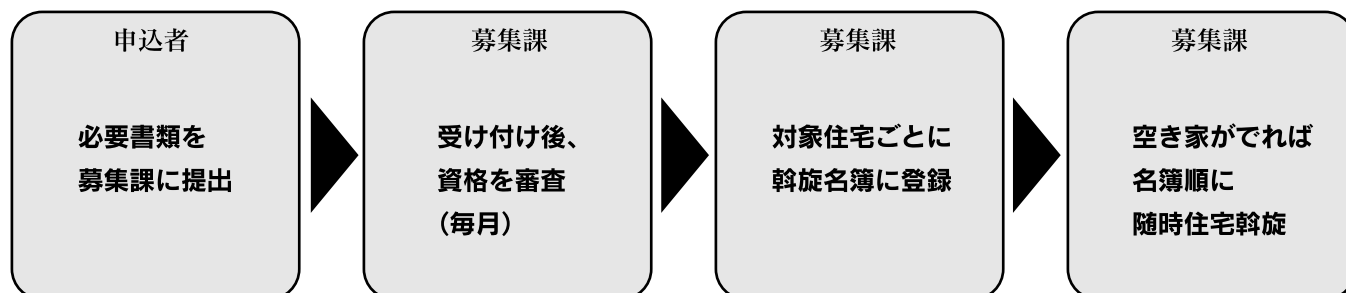 申込者
必要書類を
募集課に提出
募集課
受け付け後、
資格を審査
（毎月）
募集課
対象住宅ごとに
斡旋名簿に登録
募集課
空き家がでれば
名簿順に
随時住宅斡旋